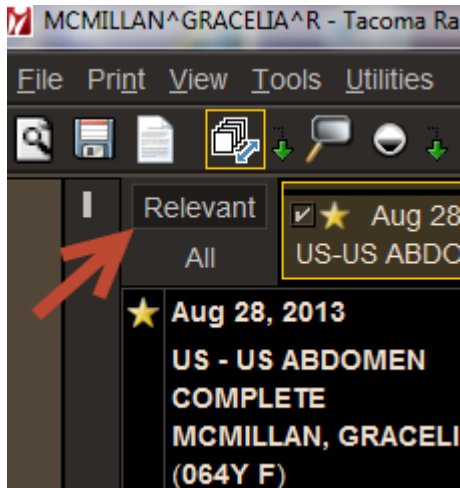 MCMILLAN^GRACELIA^R - Tacoma Ra
File Print View Tools Utilities
Relevant
All
Aug 28
US-US ABDO
Aug 28, 2013
US - US ABDOMEN
COMPLETE
MCMILLAN, GRACELI
(064Y F)